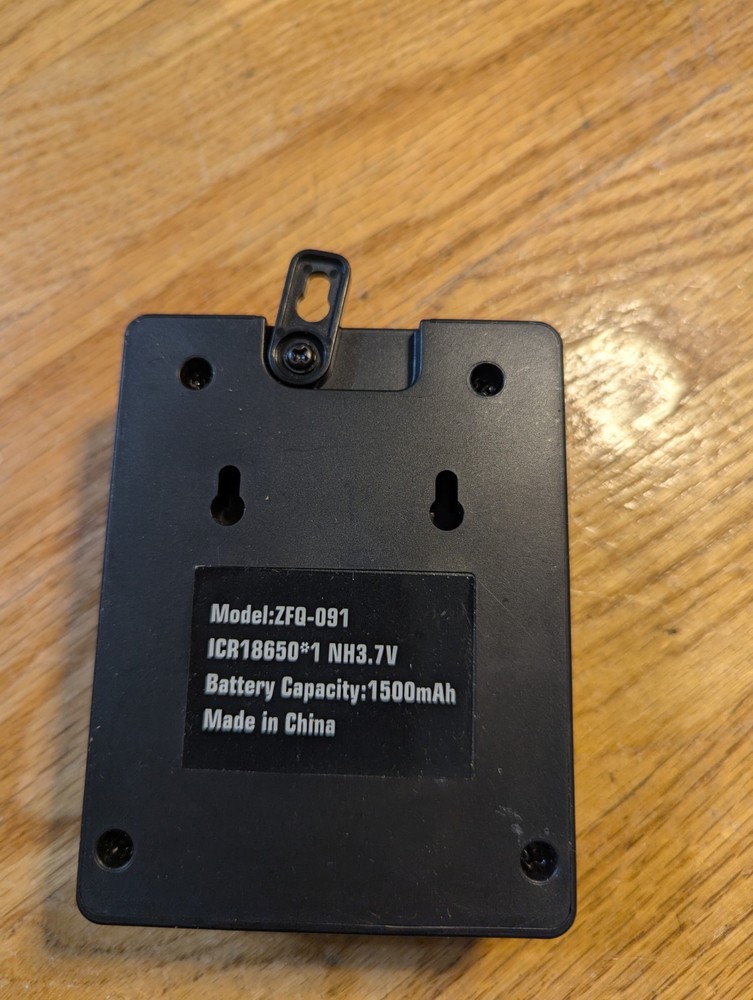 Model:ZFQ-091
ICR18650*1 NH3.7V
Battery Capacity:1500mAh
Made in China